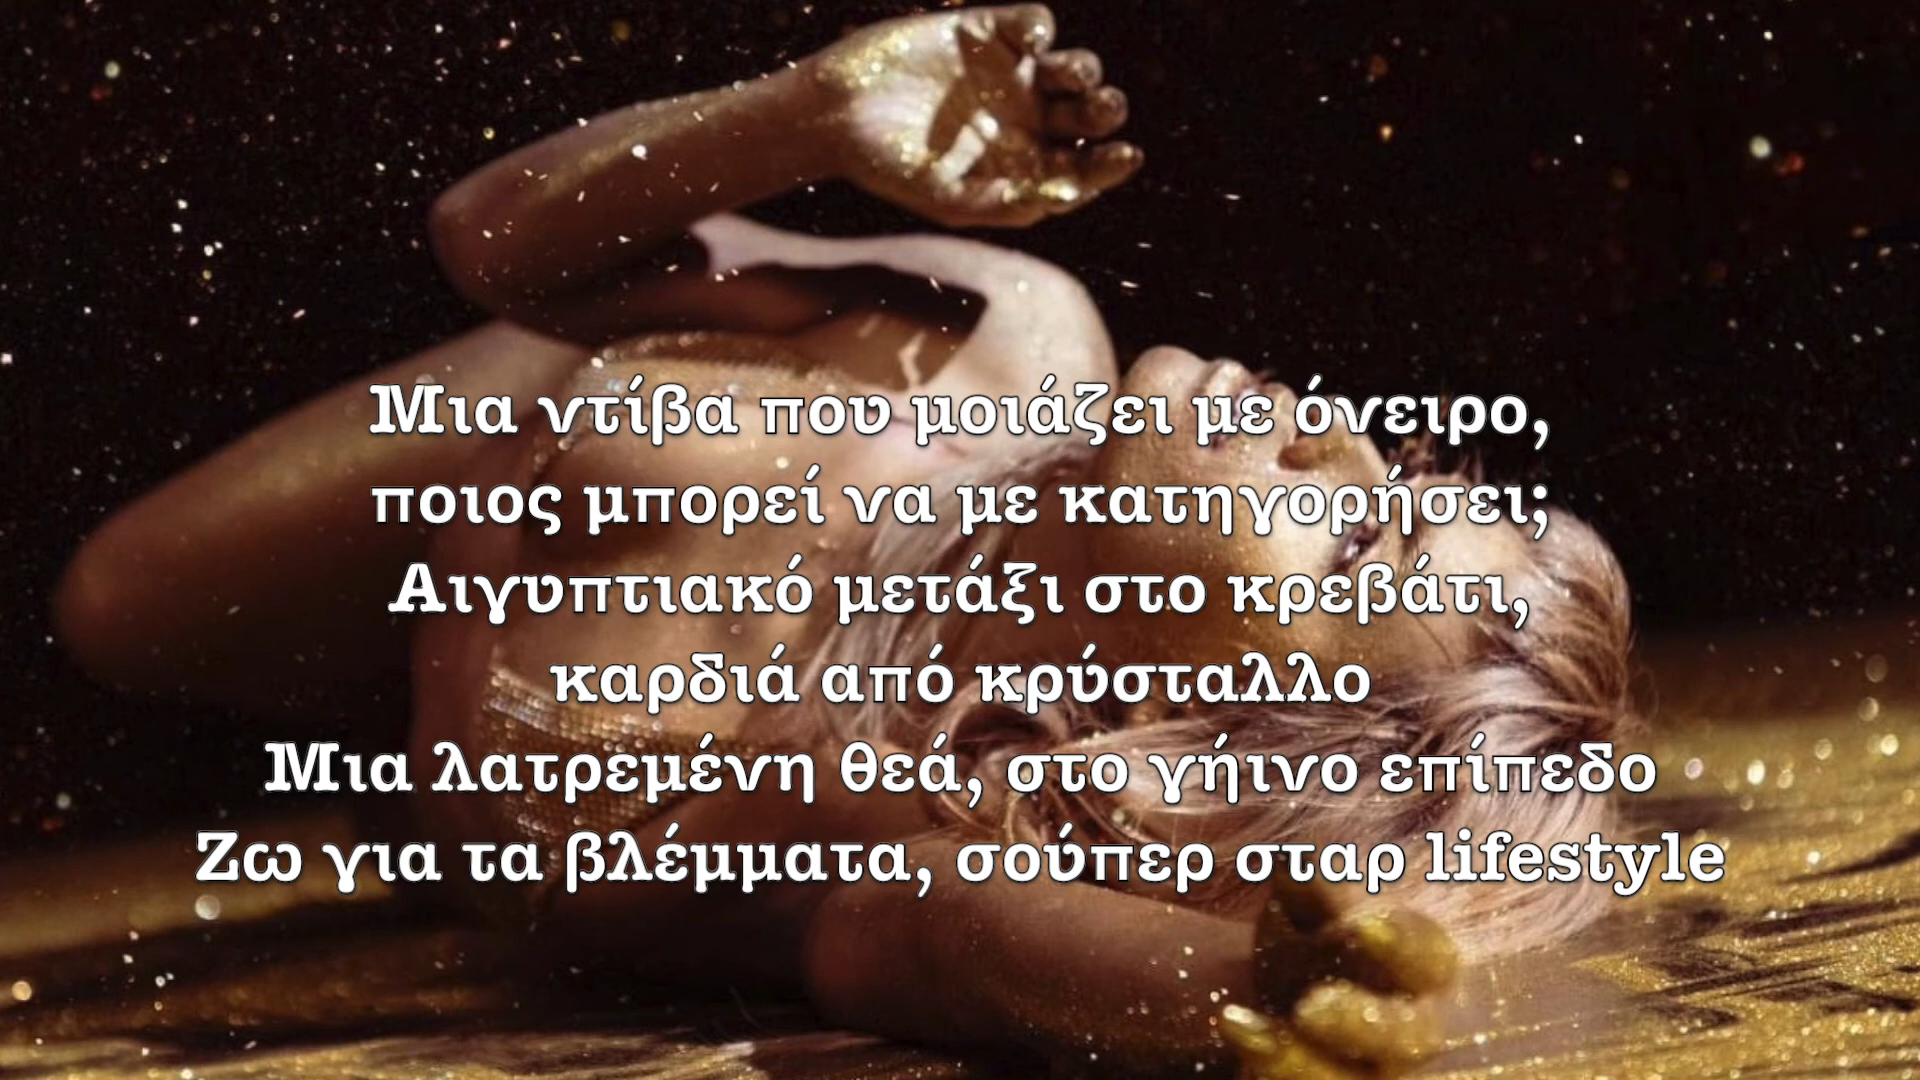 Μια ντίβα που μοιάζει με όνειρο,
ποιος μπορεί να με κατηγορήσει;
Αιγυπτιακό μετάξι στο κρεβάτι,
καρδιά από κρύσταλλο
Μια λατρεμένη θεά, στο γήινο επίπεδο
Ζω για τα βλέμματα, σούπερ σταρ lifestyle